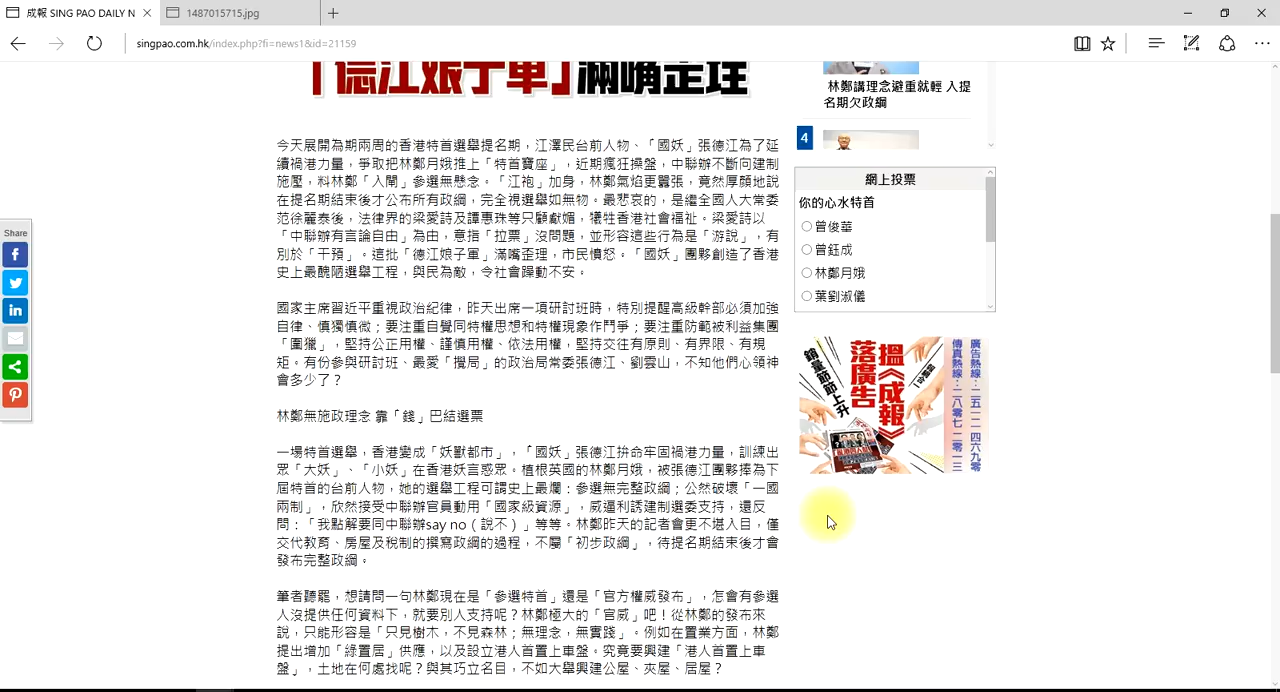 成報 SING PAO DAILY N
1487015715.jpg
singpao.com.hk/index.php?fi=news1&id=21159
「德江娘子軍」滿嘴歪理
今天展開為期兩周的香港特首選舉提名期，江澤民台前人物、「國妖」張德江為了延
續禍港力量，爭取把林鄭月娥推上「特首寶座」，近期瘋狂操盤，中聯辦不斷向建制
施壓，料林鄭「入閘」參選無懸念。「江袍」加身，林鄭氣焰更囂張，竟然厚顏地說
在提名期結束後才公布所有政綱，完全視選舉如無物。最悲哀的，是繼全國人大常委
范徐麗泰後，法律界的梁愛詩及譚惠珠等只顧獻媚，犧牲香港社會福祉。梁愛詩以
「中聯辦有言論自由」為由，意指「拉票」沒問題，並形容這些行為是「游說」，有
別於「干預」。這批「德江娘子軍」滿嘴歪理，市民憤怒。「國妖」團夥創造了香港
史上最醜陋選舉工程，與民為敵，令社會躁動不安。
國家主席習近平重視政治紀律，昨天出席一項研討班時，特別提醒高級幹部必須加強
自律、慎獨慎微；要注重自覺同特權思想和特權現象作鬥爭；要注重防範被利益集團
「圍獵」，堅持公正用權、謹慎用權、依法用權，堅持交往有原則、有界限、有規
矩。有份參與研討班、最愛「攪局」的政治局常委張德江、劉雲山，不知他們心領神
會多少了？
林鄭無施政理念 靠「錢」巴結選票
一場特首選舉，香港變成「妖獸都市」，「國妖」張德江拚命牢固禍港力量，訓練出
眾「大妖」、「小妖」在香港妖言惑眾。植根英國的林鄭月娥，被張德江團夥捧為下
屆特首的台前人物，她的選舉工程可謂史上最爛：參選無完整政綱；公然破壞「一國
兩制」，欣然接受中聯辦官員動用「國家級資源」，威逼利誘建制選委支持，還反
問：「我點解要同中聯辦say no（說不）」等等。林鄭昨天的記者會更不堪入目，僅
交代教育、房屋及稅制的撰寫政綱的過程，不屬「初步政綱」，待提名期結束後才會
發布完整政綱。
筆者聽罷，想請問一句林鄭現在是「參選特首」還是「官方權威發布」，怎會有參選
人沒提供任何資料下，就要別人支持呢？林鄭極大的「官威」吧！從林鄭的發布來
說，只能形容是「只見樹木，不見森林；無理念，無實踐」。例如在置業方面，林鄭
提出增加「綠置居」供應，以及設立港人首置上車盤。究竟要興建「港人首置上車
盤」，土地在何處找呢？與其巧立名目，不如大舉興建公屋、夾屋、居屋？
Share
林鄭講理念避重就輕 入提
名期欠政綱
4
網上投票
你的心水特首
曾俊華
曾鈺成
林鄭月娥
葉劉淑儀
銷量節節上升
搵《成報》
落廣告
廣告熱線：二五一二 四六九零
傳真熱線：二八零七 二零一三